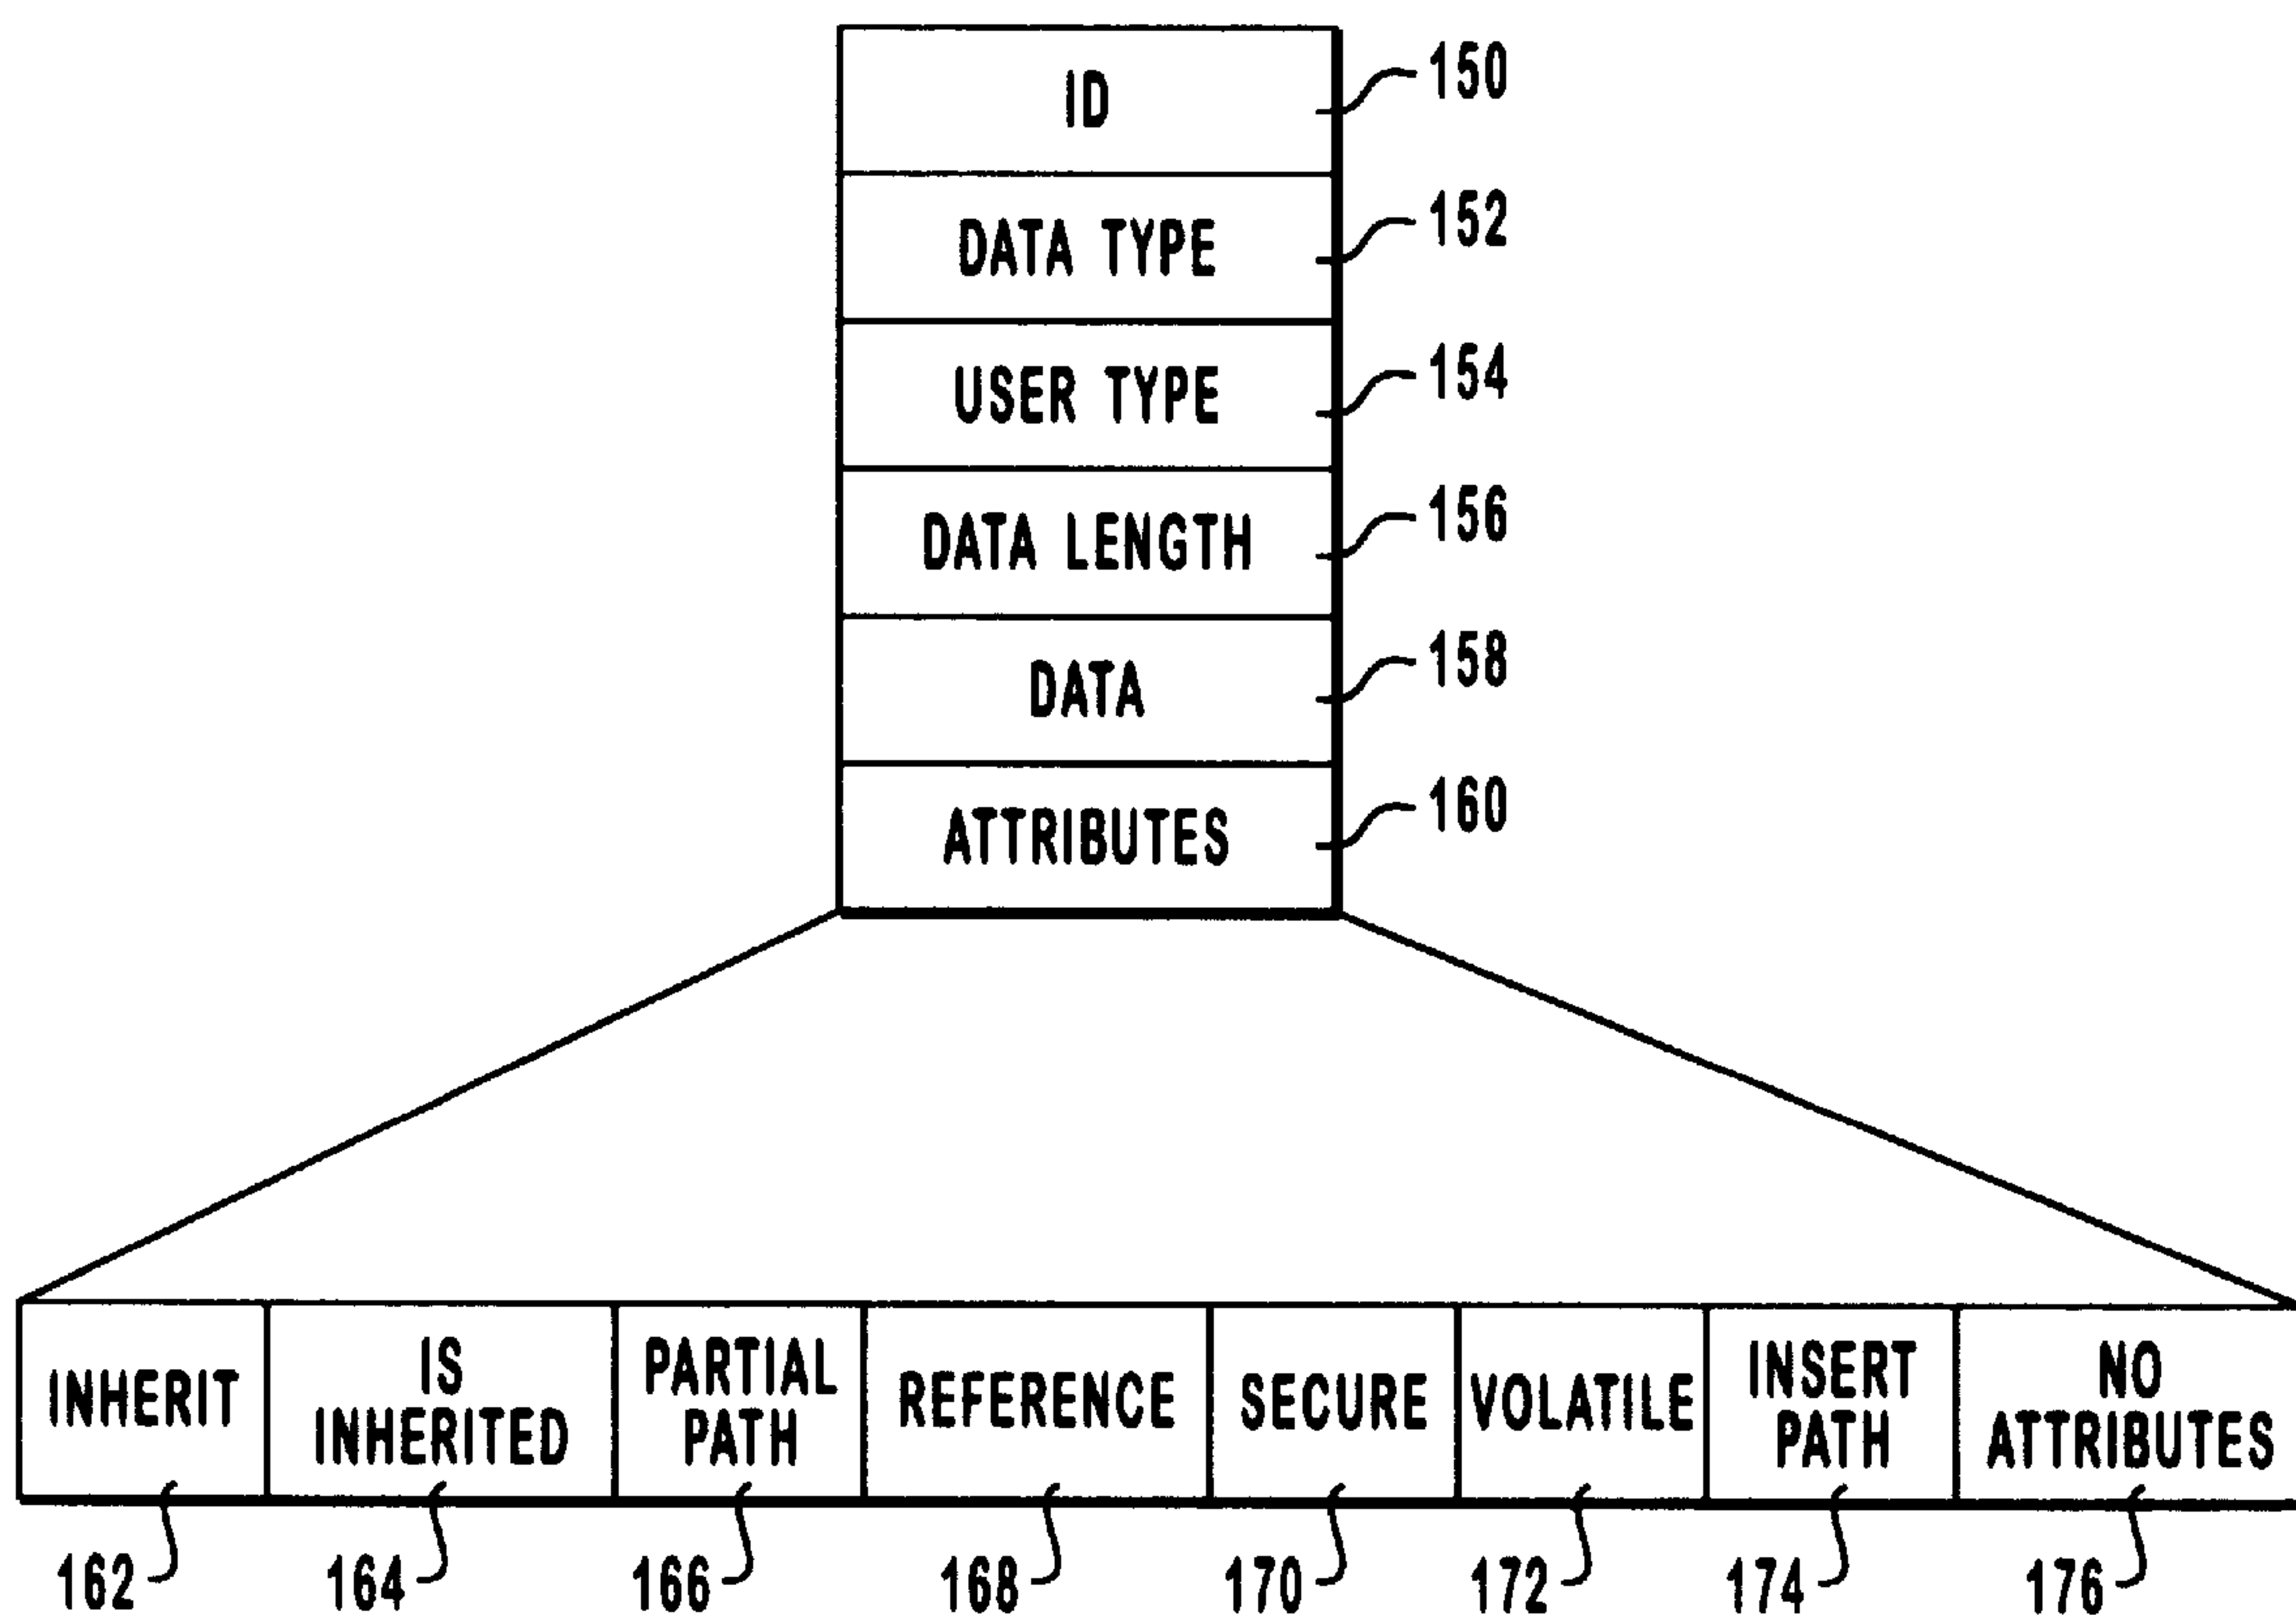 ID
150
DATA TYPE
152
USER TYPE
154
DATA LENGTH
156
DATA
158
ATTRIBUTES
160
INHERIT
IS
INHERITED
PARTIAL
PATH
REFERENCE
SECURE
VOLATILE
INSERT
PATH
NO
ATTRIBUTES
162
164
166
168
170
172
174
176